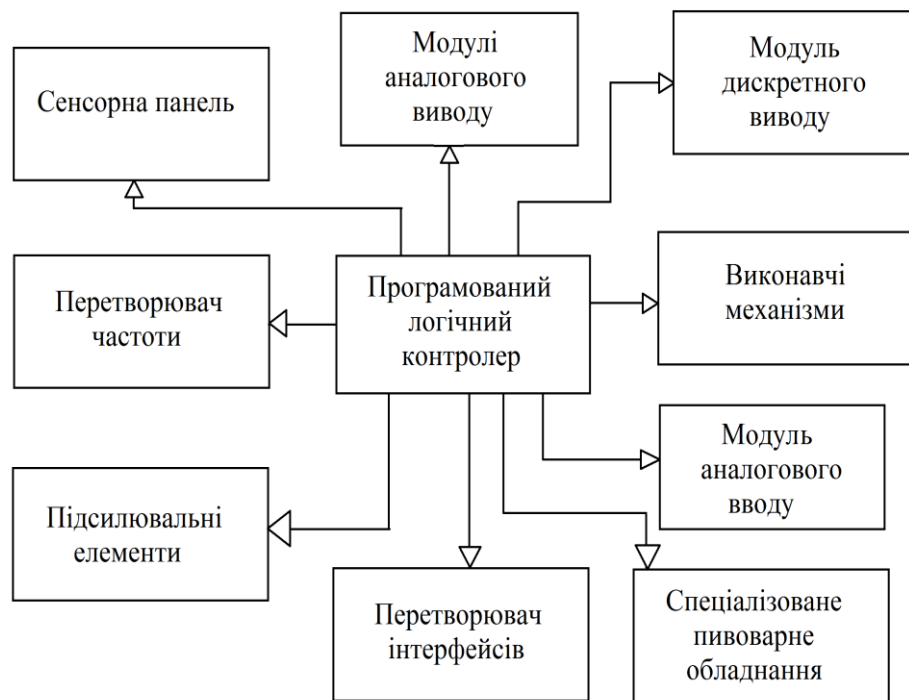 Сенсорна панель
Модулі
аналогового
виводу
Модуль
дискретного
виводу
Перетворювач
частоти
Програмований
логічний
контролер
Виконавчі
механізми
Підсилювальні
елементи
Модуль
аналогового
вводу
Перетворювач
інтерфейсів
Спеціалізоване
пивоварне
обладнання